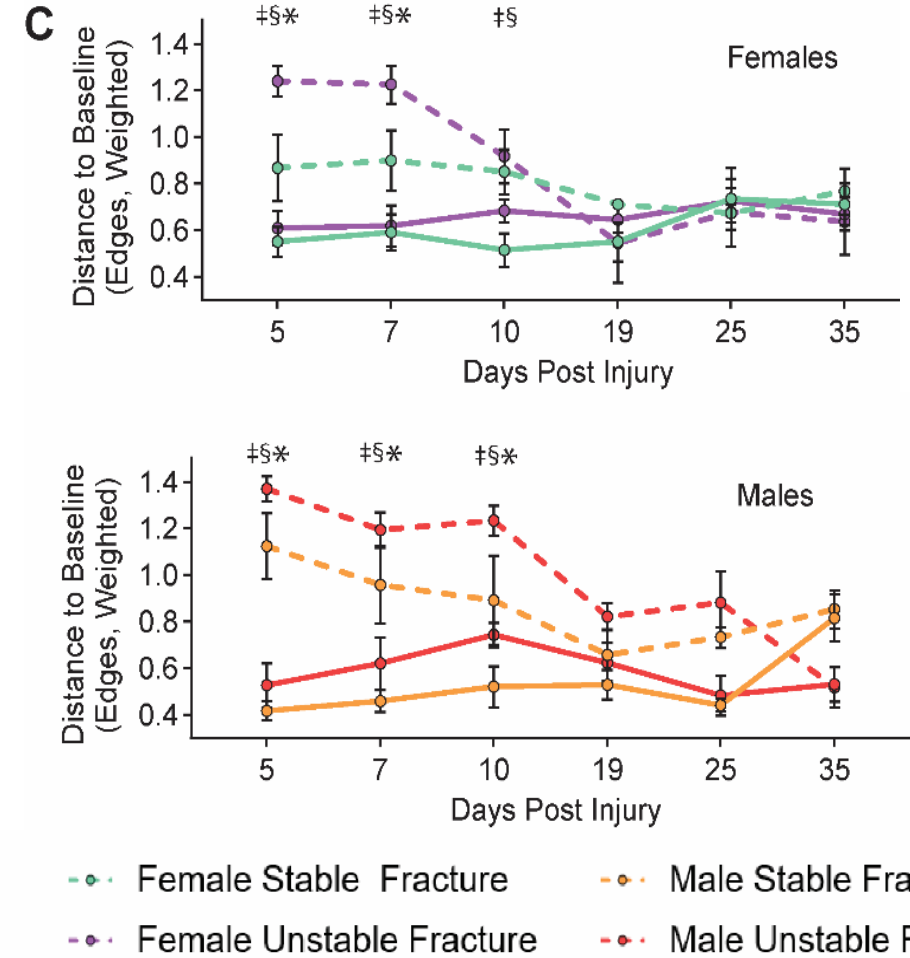 C
‡§* ‡§* ‡§
Females
Distance to Baseline
(Edges, Weighted)
1.4
1.2
1.0
0.8
0.6
0.4
5 7 10 19 25 35
Days Post Injury
‡§* ‡§* ‡§*
Males
Distance to Baseline
(Edges, Weighted)
1.4
1.2
1.0
0.8
0.6
0.4
5 7 10 19 25 35
Days Post Injury
Female Stable Fracture Male Stable Fra
Female Unstable Fracture Male Unstable